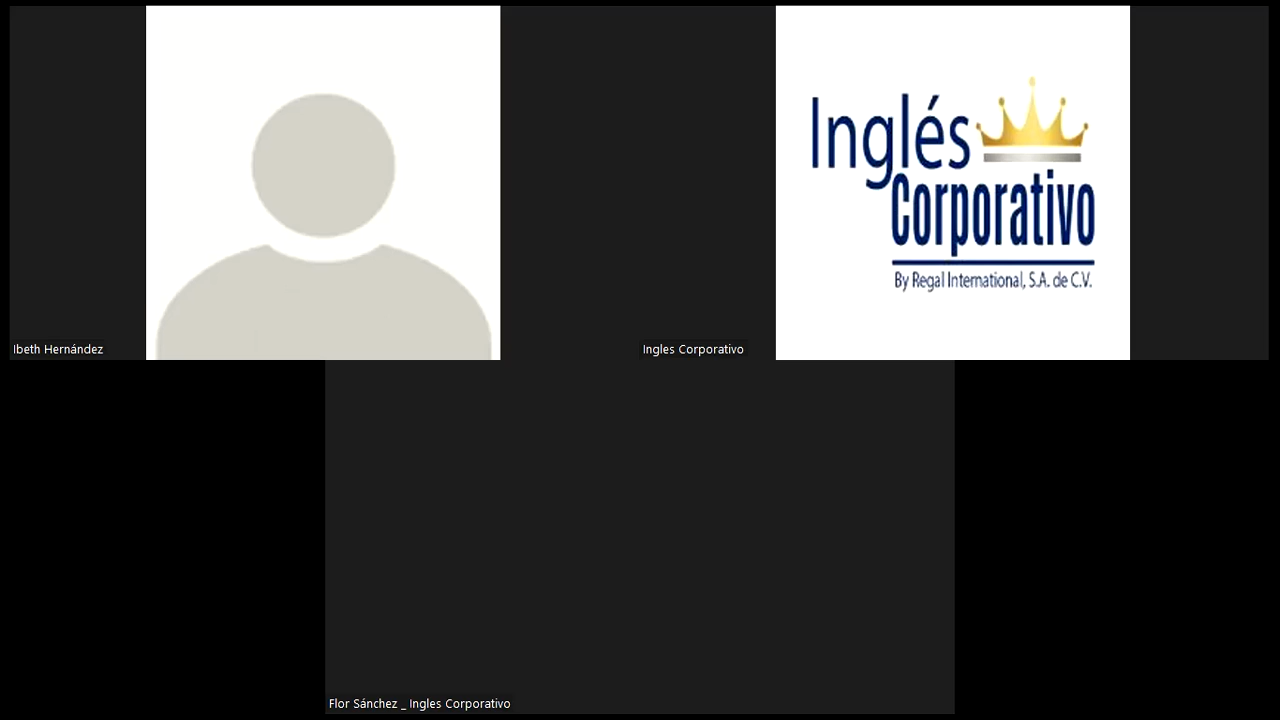 Inglés
Corporativo
By Regal International, S.A. de C.V.
Ibeth Hernández
Ingles Corporativo
Flor Sánchez _ Ingles Corporativo